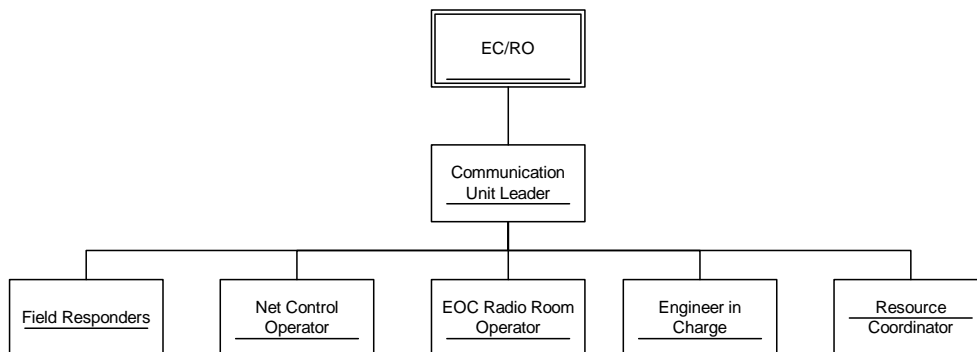 EC/RO
Communication
Unit Leader
Field Responders
Net Control
Operator
EOC Radio Room
Operator
Engineer in
Charge
Resource
Coordinator